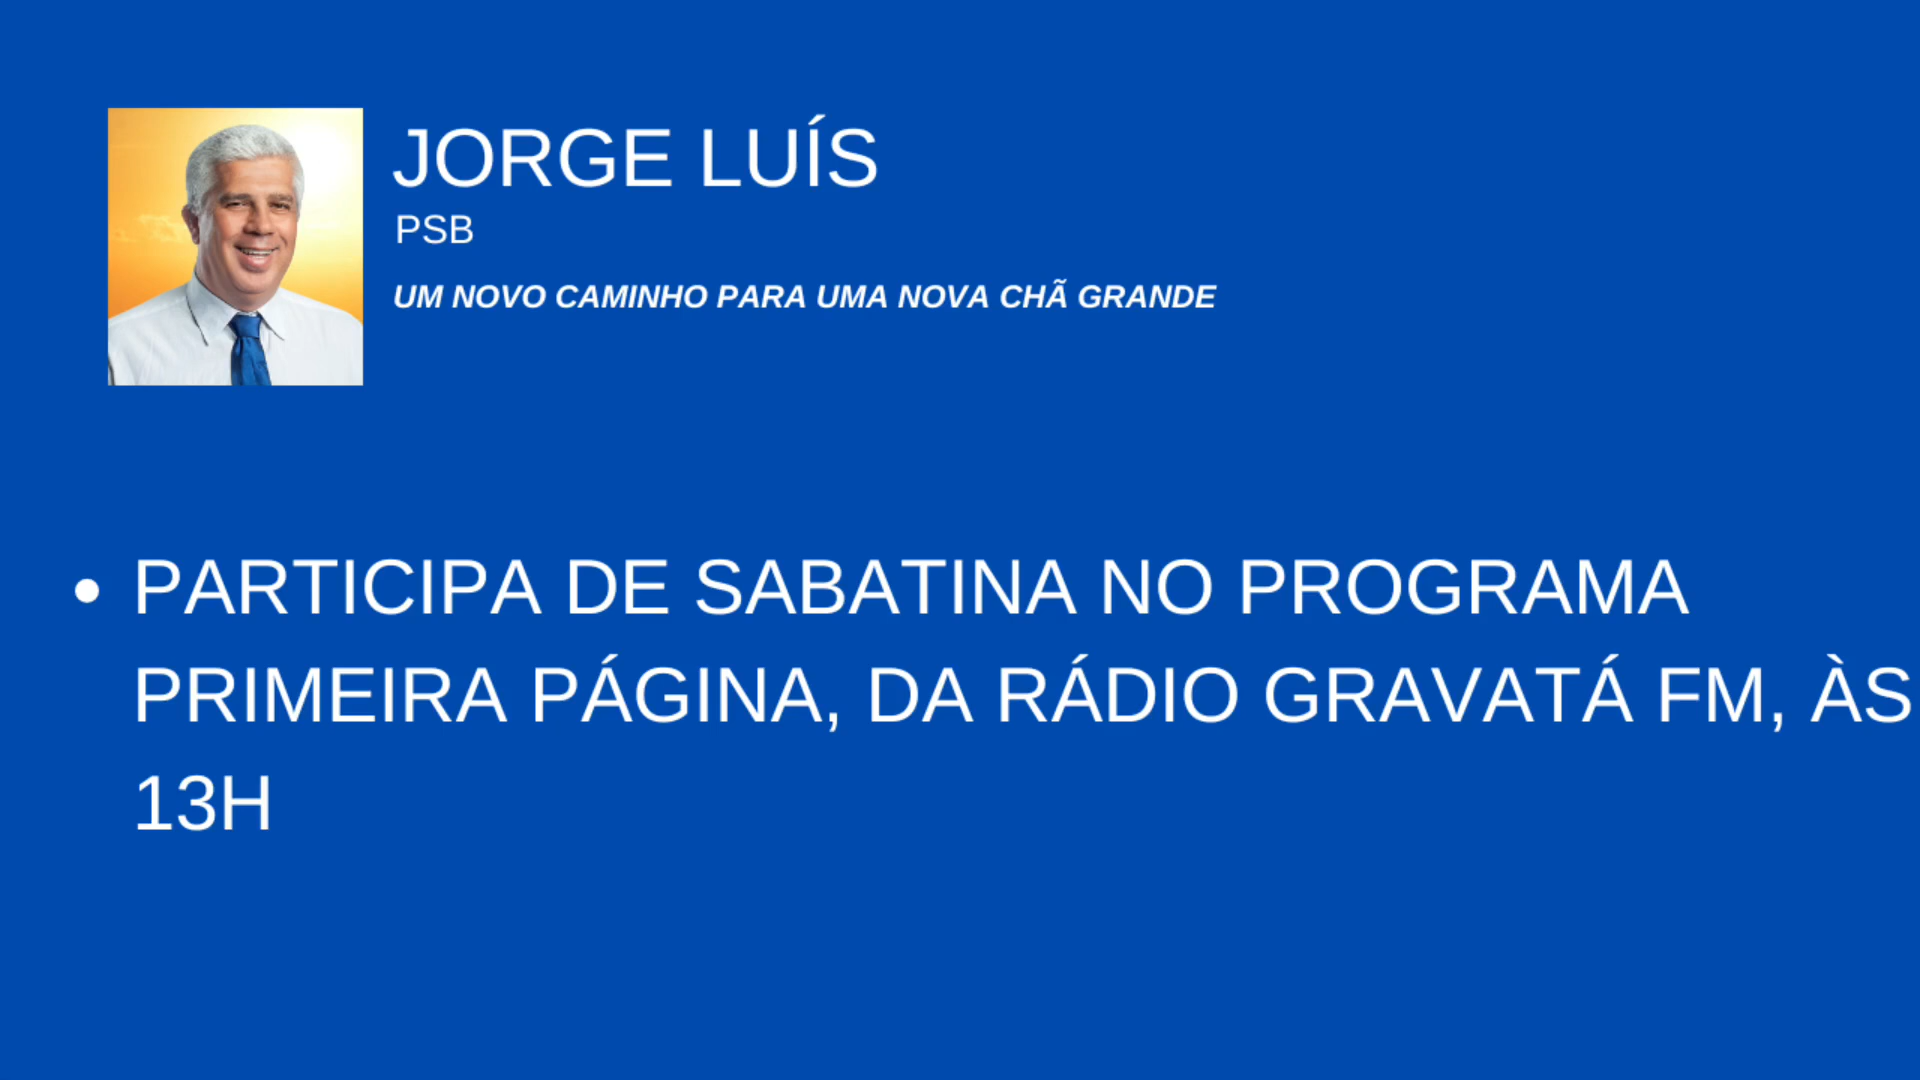 JORGE LUÍS
PSB
UM NOVO CAMINHO PARA UMA NOVA CHÃ GRANDE
• PARTICIPA DE SABATINA NO PROGRAMA
PRIMEIRA PÁGINA, DA RÁDIO GRAVATÁ FM, ÀS
13H